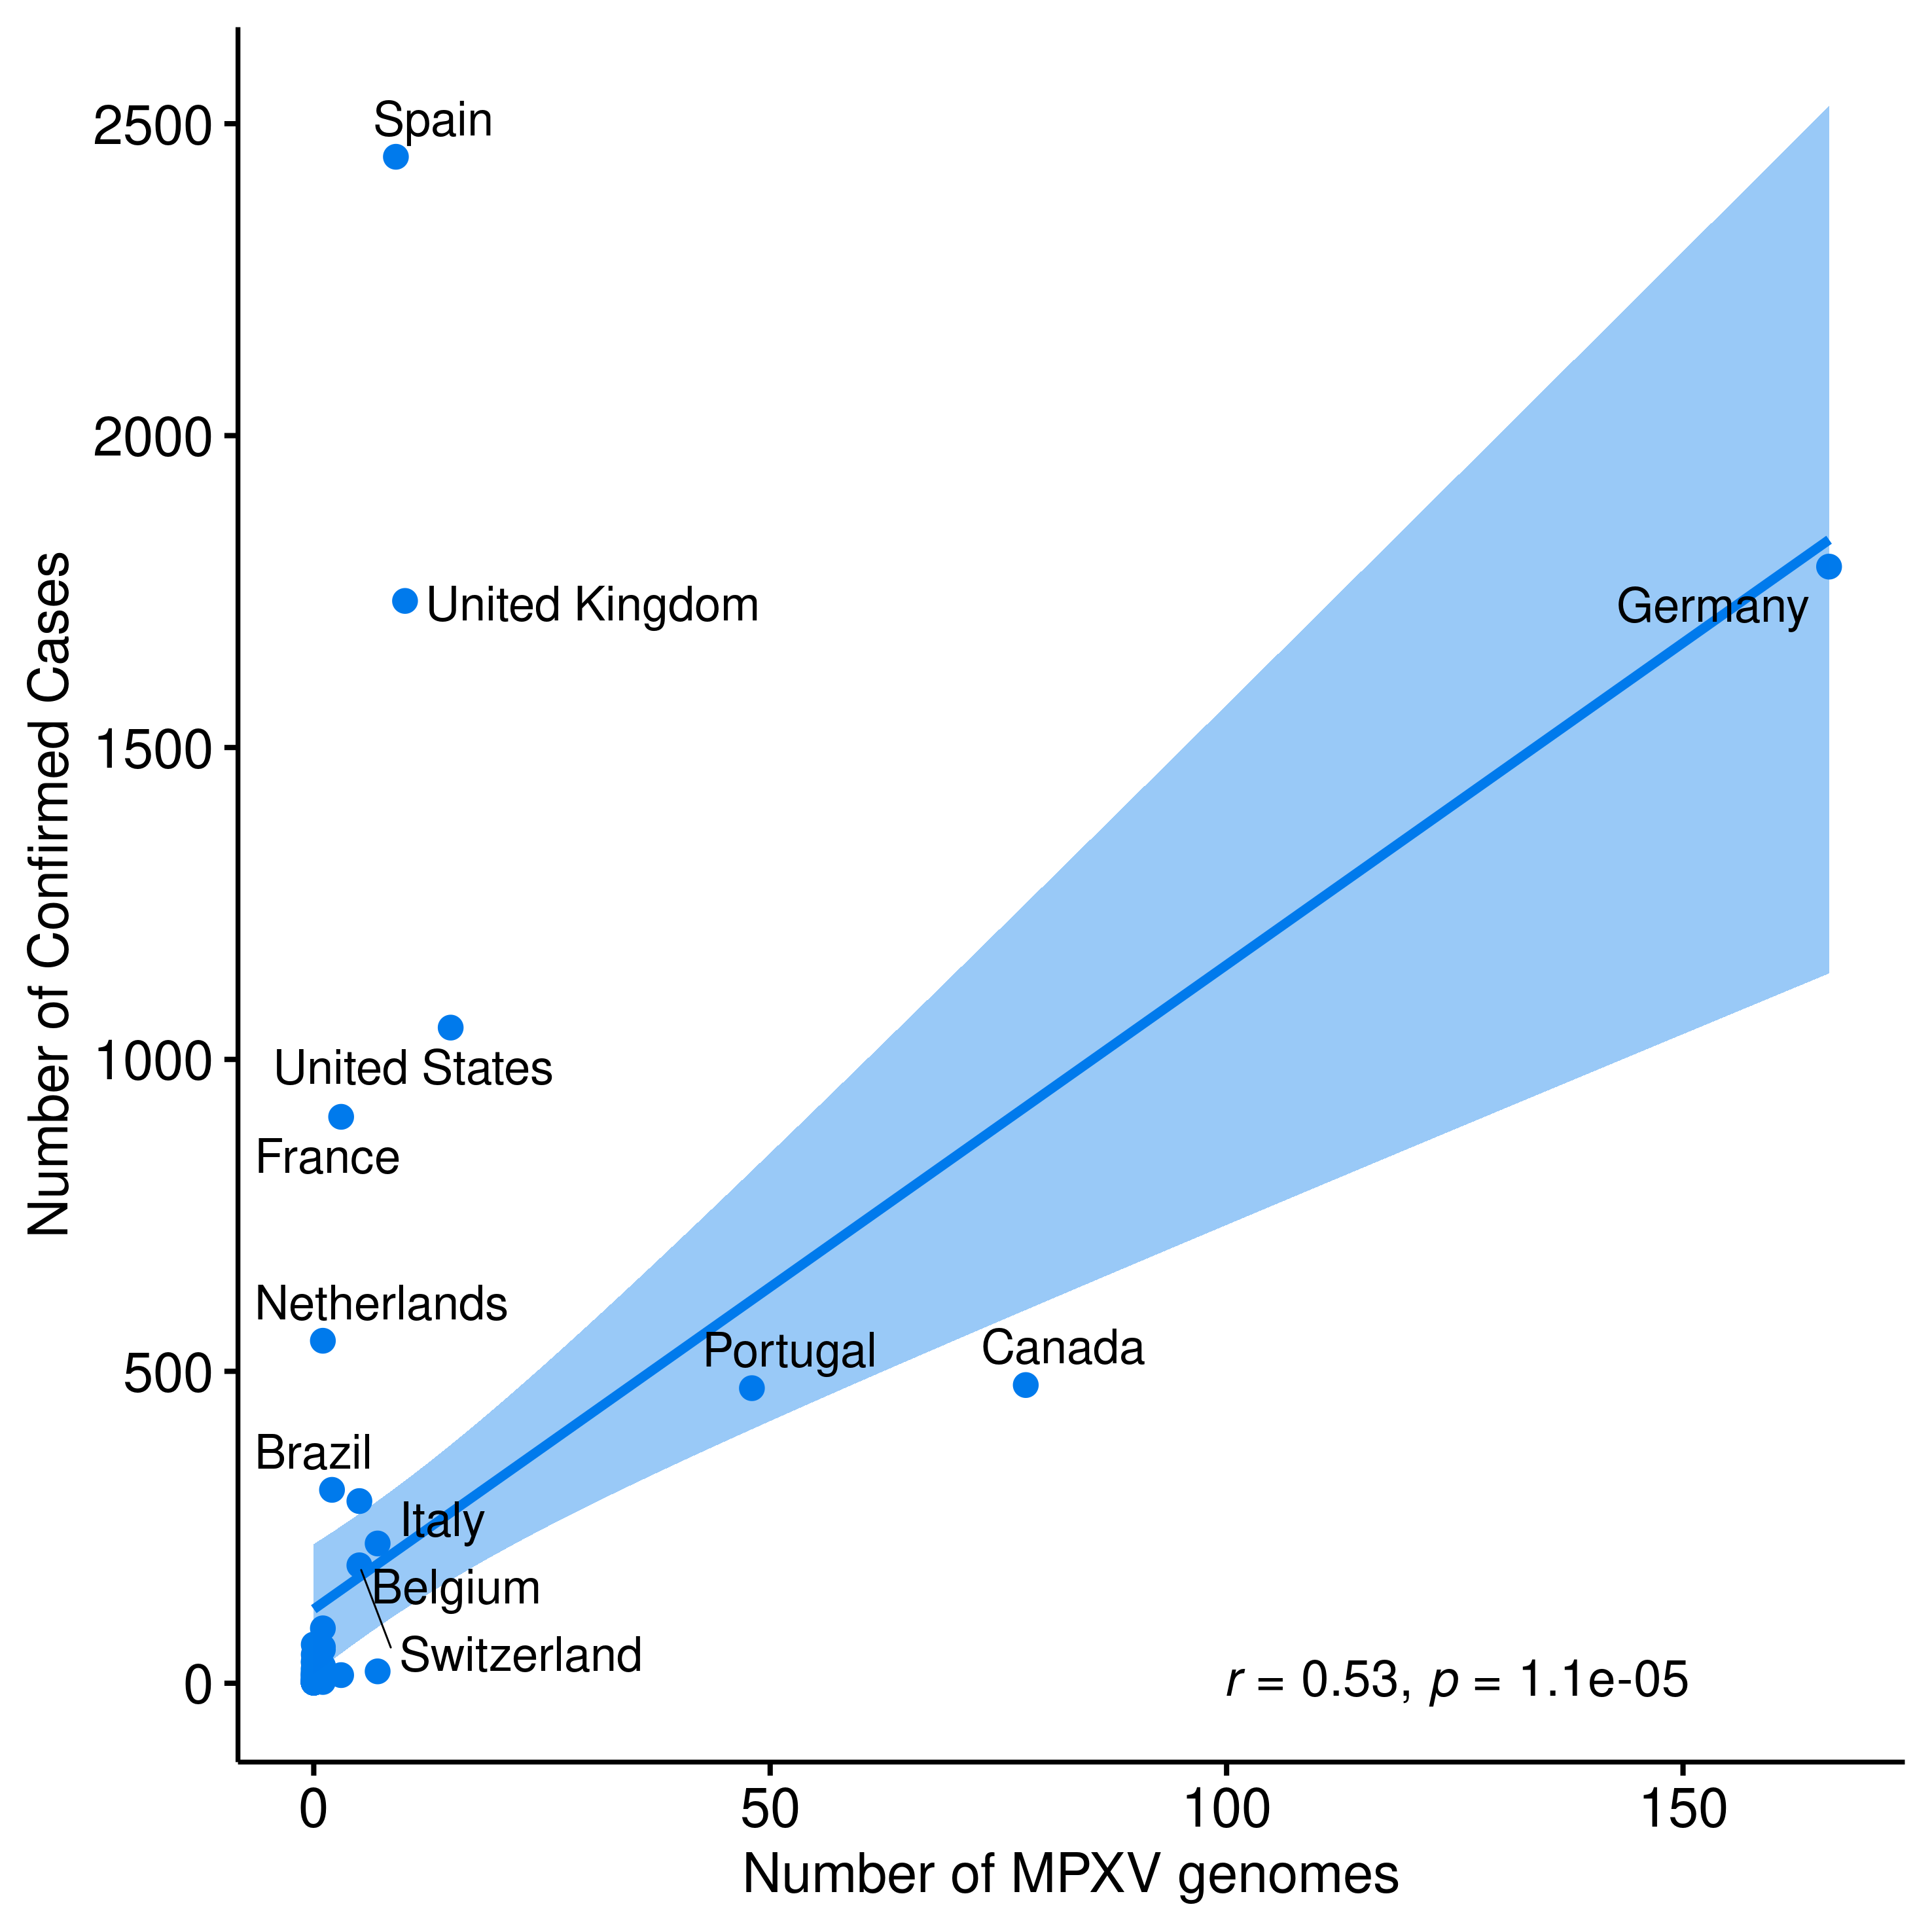 Spain
2500
2000
United Kingdom
Germany
1500
1000
United States
France
Netherlands
Portugal
Canada
500
Brazil
Italy
Belgium
Switzerland
0
r = 0.53, p = 1.1e-05
Number of Confirmed Cases
0 50 100 150
Number of MPXV genomes